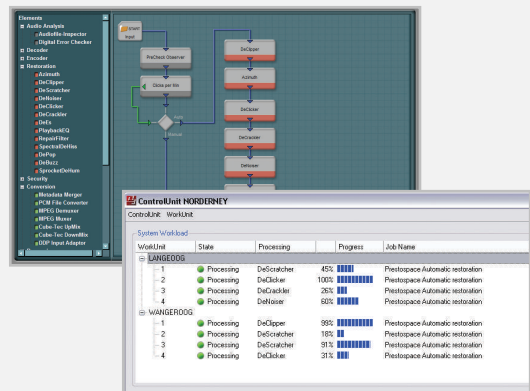 Elements
Audio Analysis
Audiofile-Inspector
Digital Error Checker
Decoder
Encoder
Restoration
Azimuth
DeClipper
DeScratcher
DeNoiser
DeClicker
DeCrackler
DeEs
PlaybackEQ
RepairFilter
SpectralDeHiss
DePop
DeBuzz
SprocketDeHum
Security
Conversion
Metadata Merger
PCM File Converter
MPEG Demuxer
MPEG Muxer
Cube-Tec UpMix
Cube-Tec DownMix
DDP Input Adaptor
Input
PreCheck Observer
Clicks per Min
Auto
Manual
DeClipper
Azimuth
DeClicker
DeCrackler
DeNoiser
ControlUnit NORDERNEY
ControlUnit WorkUnit
System Workload
WorkUnit State Processing Progress Job Name
LANGEOOG
1 Processing DeScratcher 45% Prestospace Automatic restoration
2 Processing DeClicker 100% Prestospace Automatic restoration
3 Processing DeCrackler 26% Prestospace Automatic restoration
4 Processing DeNoiser 60% Prestospace Automatic restoration
WANGEROOG
1 Processing DeClipper 99% Prestospace Automatic restoration
2 Processing DeScratcher 18% Prestospace Automatic restoration
3 Processing DeScratcher 91% Prestospace Automatic restoration
4 Processing DeClicker 31% Prestospace Automatic restoration